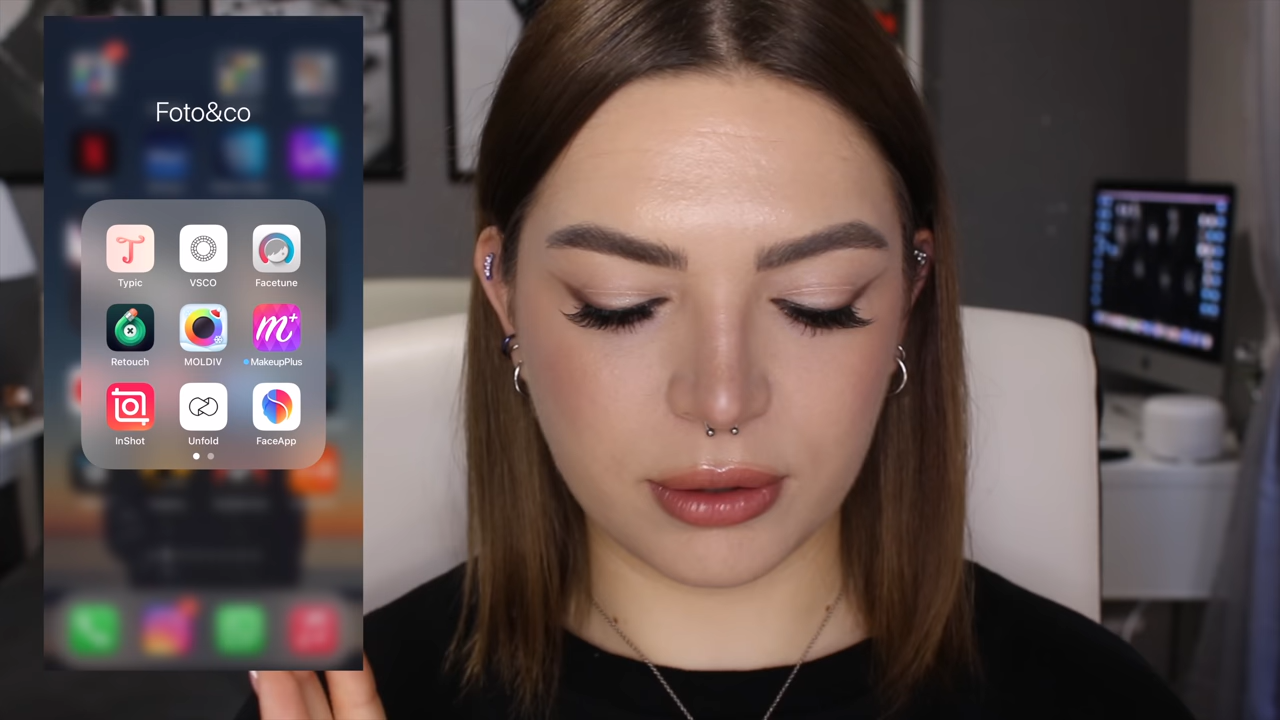 Foto&co
Typic
VSCO
Facetune
Retouch
MOLDIV
MakeupPlus
InShot
Unfold
FaceApp